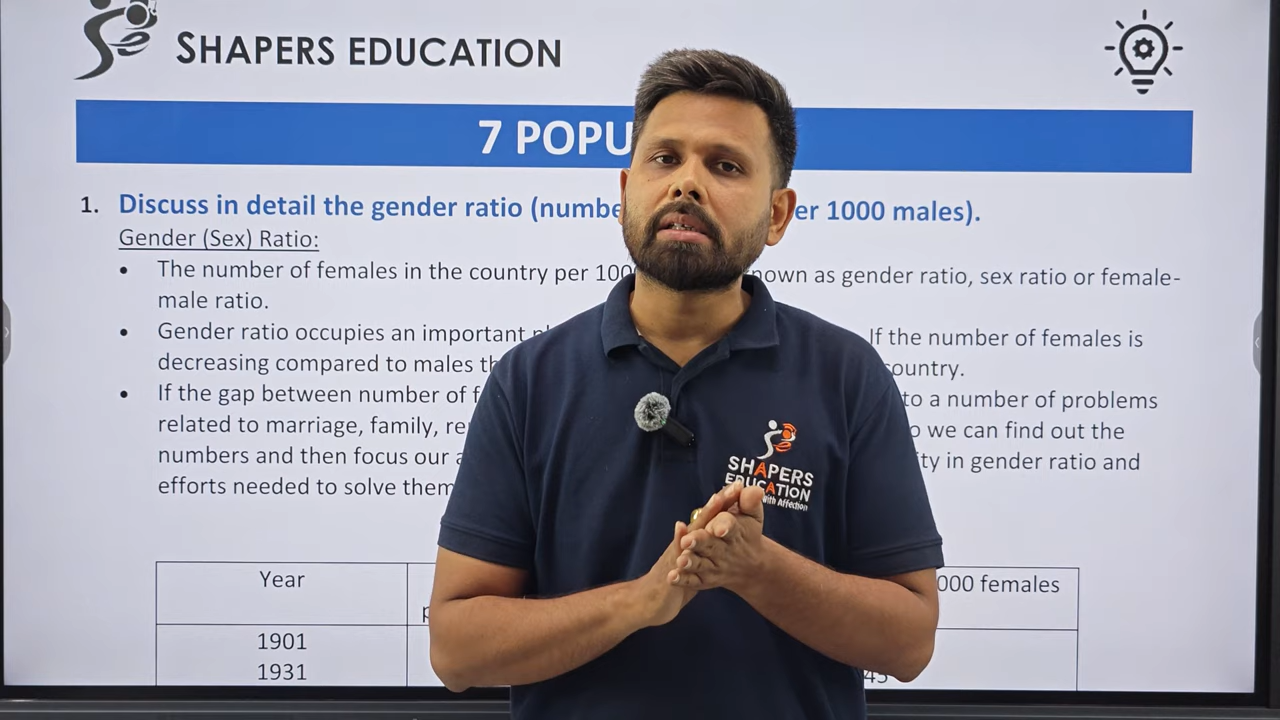 SHAPERS EDUCATION
7 POPU
1. Discuss in detail the gender ratio (numbe er 1000 males).
Gender (Sex) Ratio:
• The number of females in the country per 100 nown as gender ratio, sex ratio or female-
male ratio.
• Gender ratio occupies an important If the number of females is
decreasing compared to males th country.
• If the gap between number of f to a number of problems
related to marriage, family, re o we can find out the
numbers and then focus our a ity in gender ratio and
efforts needed to solve them
Year 000 females
1901
1931 45
SHAPERS
EDUCATION
With Affection